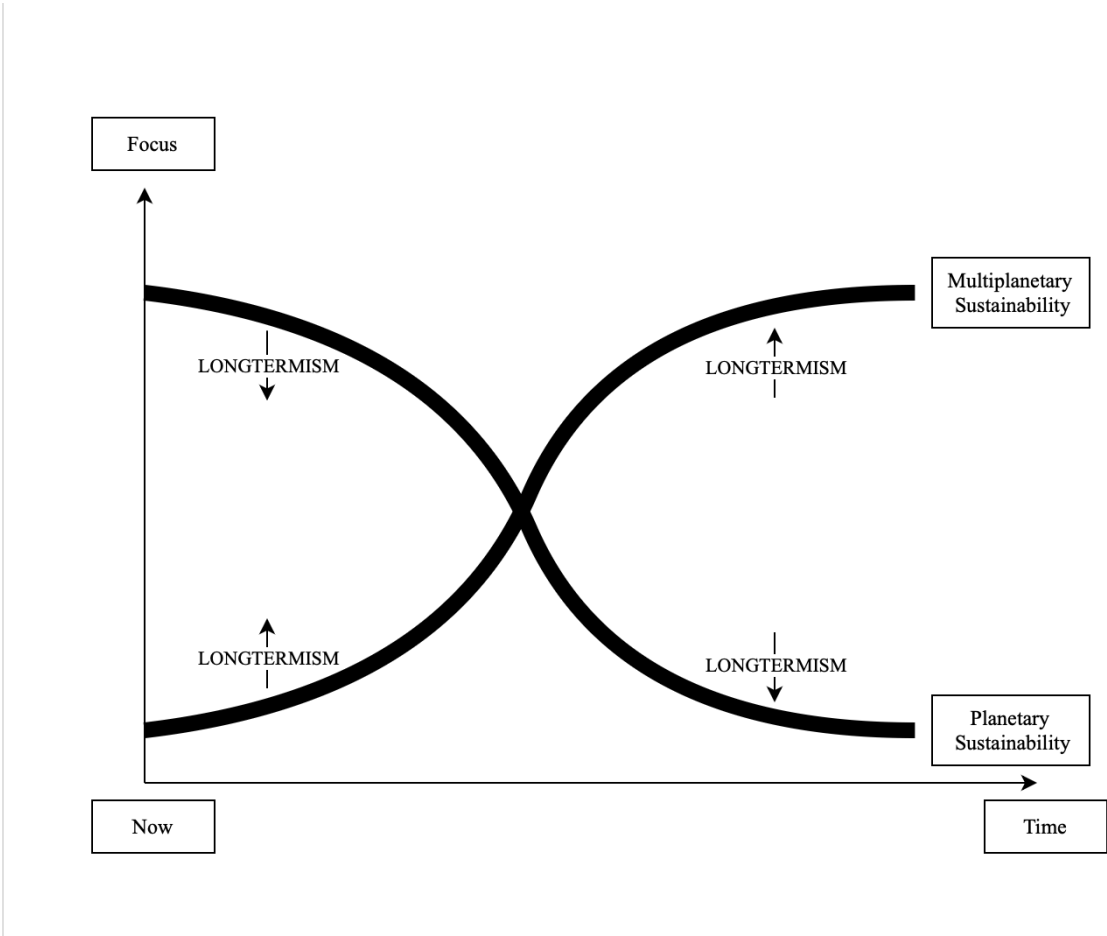 Focus
Multiplanetary
Sustainability
LONGTERMISM
LONGTERMISM
LONGTERMISM
LONGTERMISM
Planetary
Sustainability
Now
Time